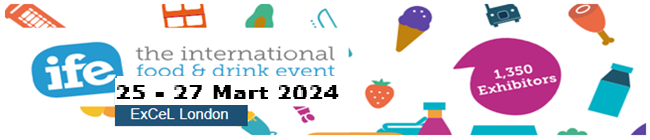 ife
the international
food & drink event
25 - 27 Mart 2024
ExCeL London
1,350
Exhibitors